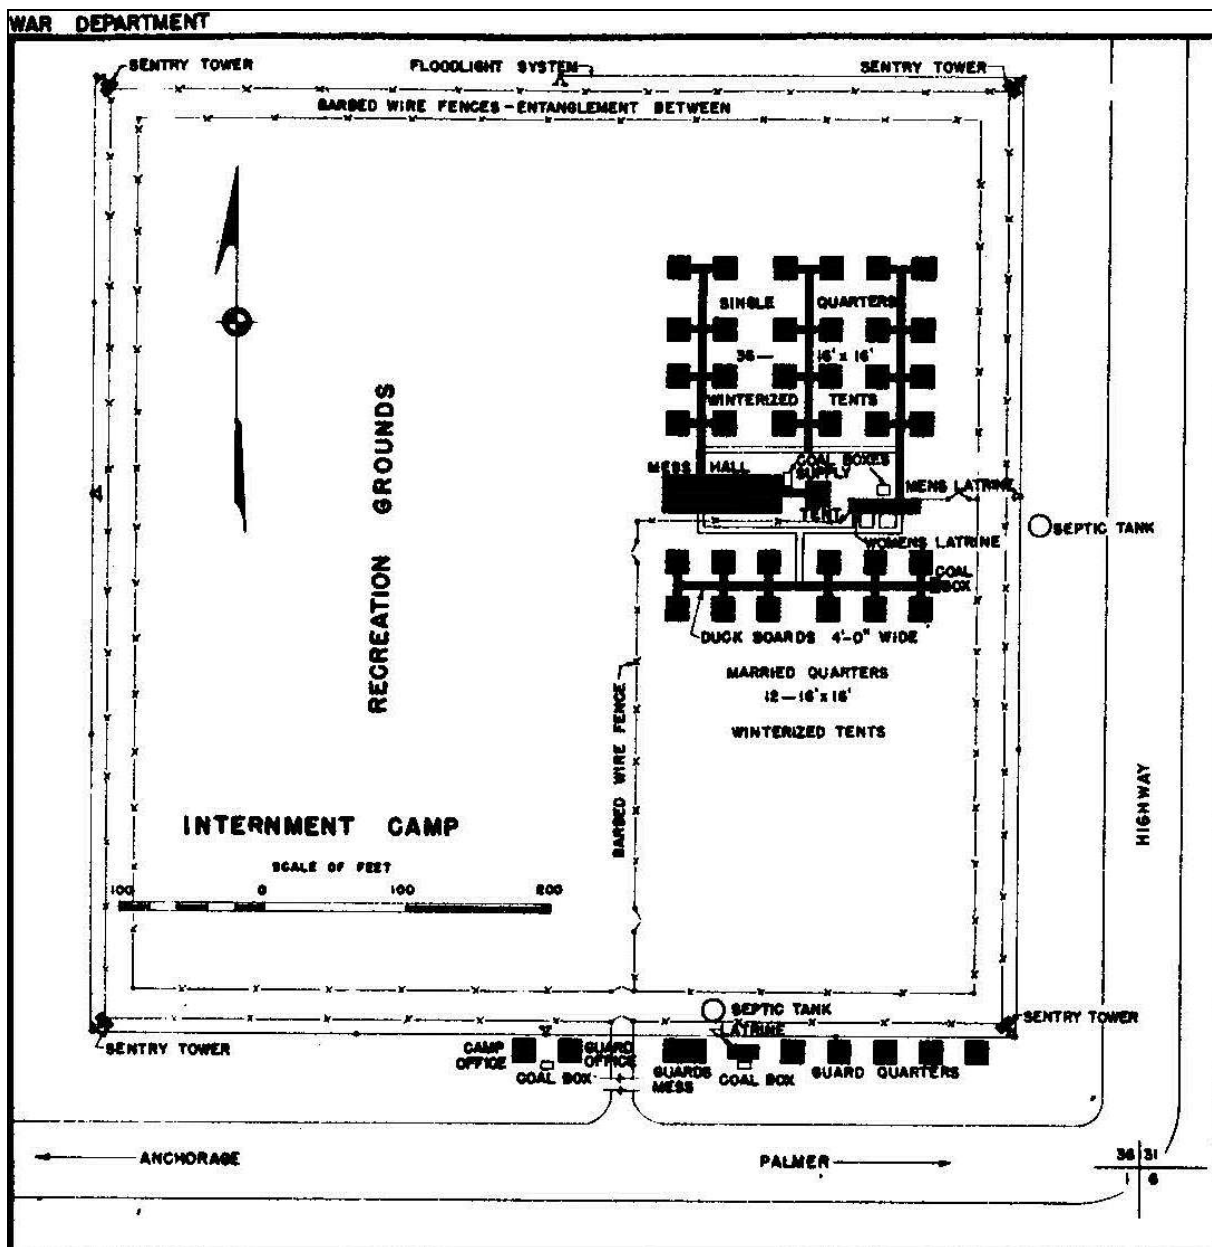 WAR DEPARTMENT
SENTRY TOWER
FLOODLIGHT SYSTEM
SENTRY TOWER
BARBED WIRE FENCES-ENTANGLEMENT BETWEEN
SINGLE QUARTERS
36— 16' x 16'
WINTERIZED TENTS
RECREATION GROUNDS
MESS HALL
COAL BOXES
SUPPLY
TENT
MENS LATRINE
SEPTIC TANK
WOMENS LATRINE
COAL
BOX
DUCK BOARDS 4'-0" WIDE
MARRIED QUARTERS
12—16' x 16'
WINTERIZED TENTS
BARBED WIRE FENCE
HIGHWAY
INTERNMENT CAMP
SCALE OF FEET
100 0 100 200
SEPTIC TANK
SENTRY TOWER
LATRINE
SENTRY TOWER
CAMP
OFFICE
GUARD
OFFICE
COAL BOX
GUARDS
MESS
COAL BOX
GUARD QUARTERS
ANCHORAGE
PALMER
36 31
1 6